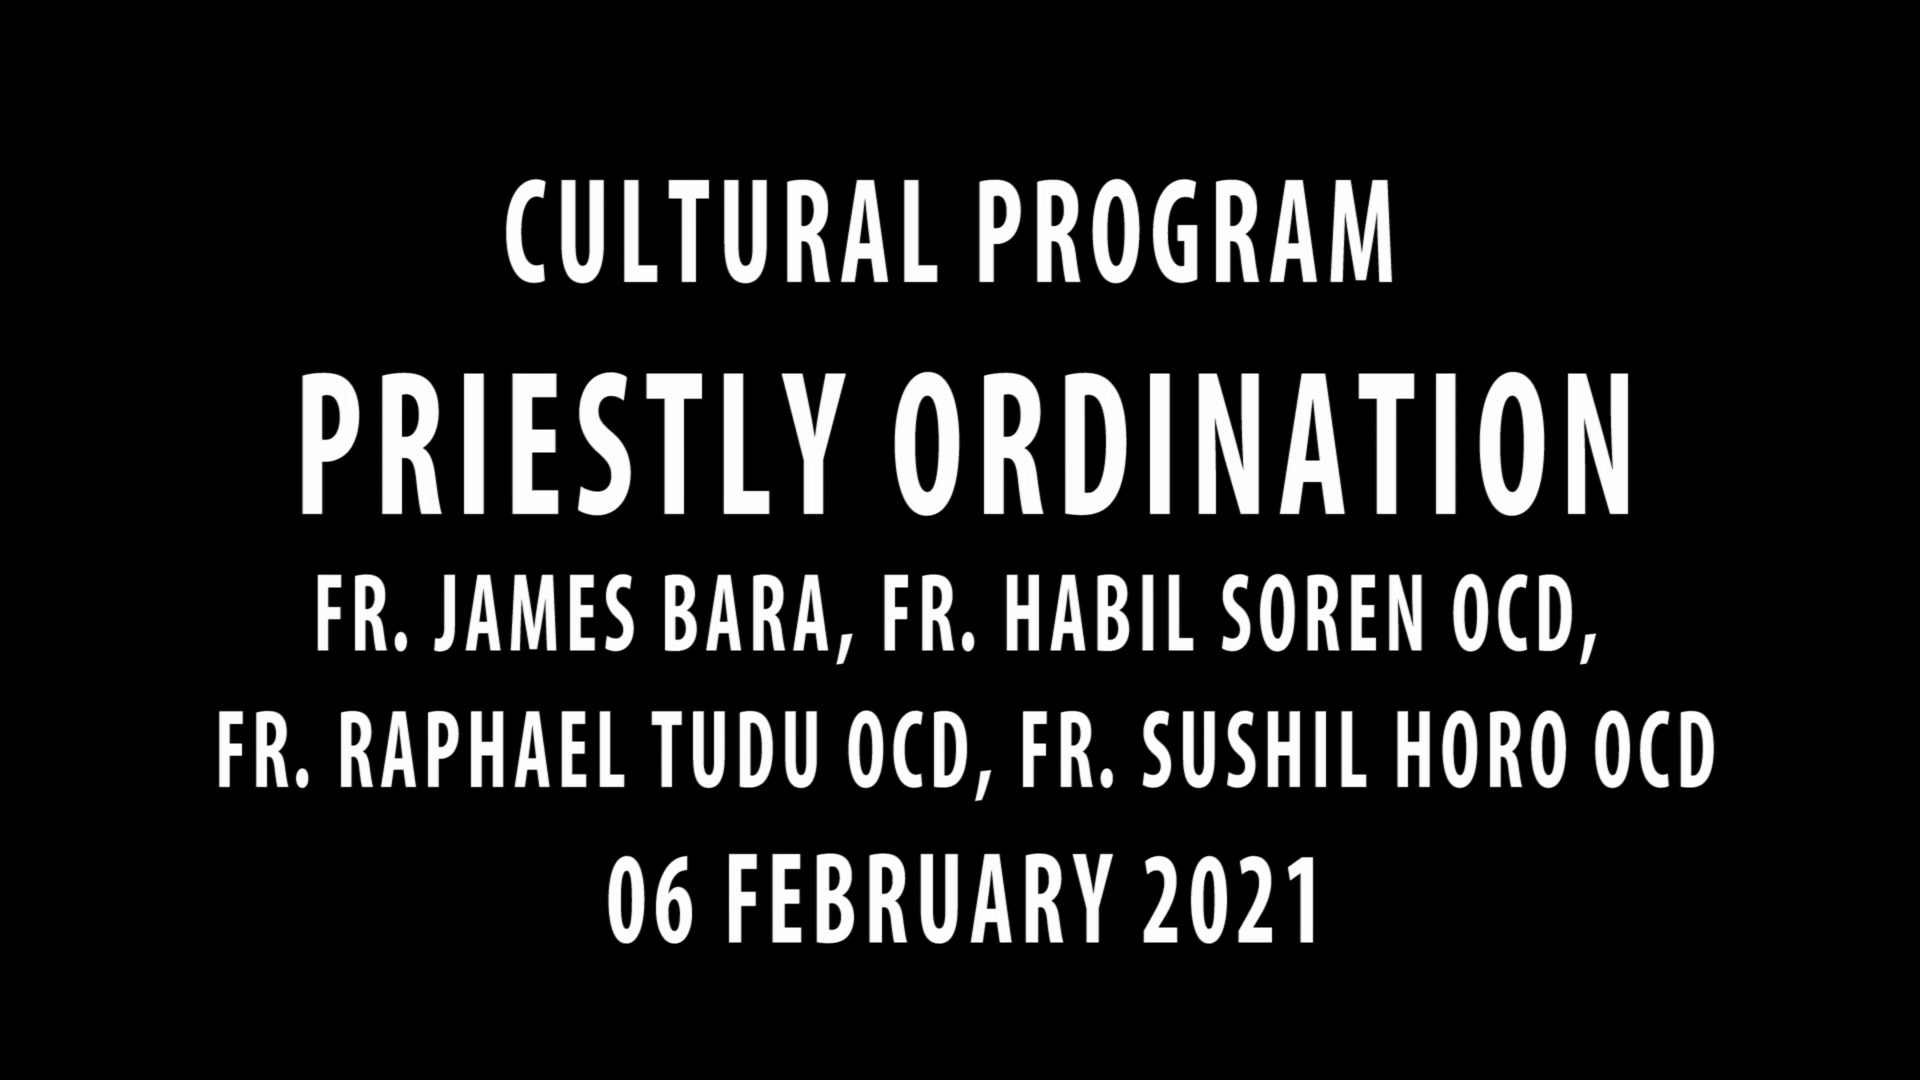 CULTURAL PROGRAM
PRIESTLY ORDINATION
FR. JAMES BARA, FR. HABIL SOREN OCD,
FR. RAPHAEL TUDU OCD, FR. SUSHIL HORO OCD
06 FEBRUARY 2021